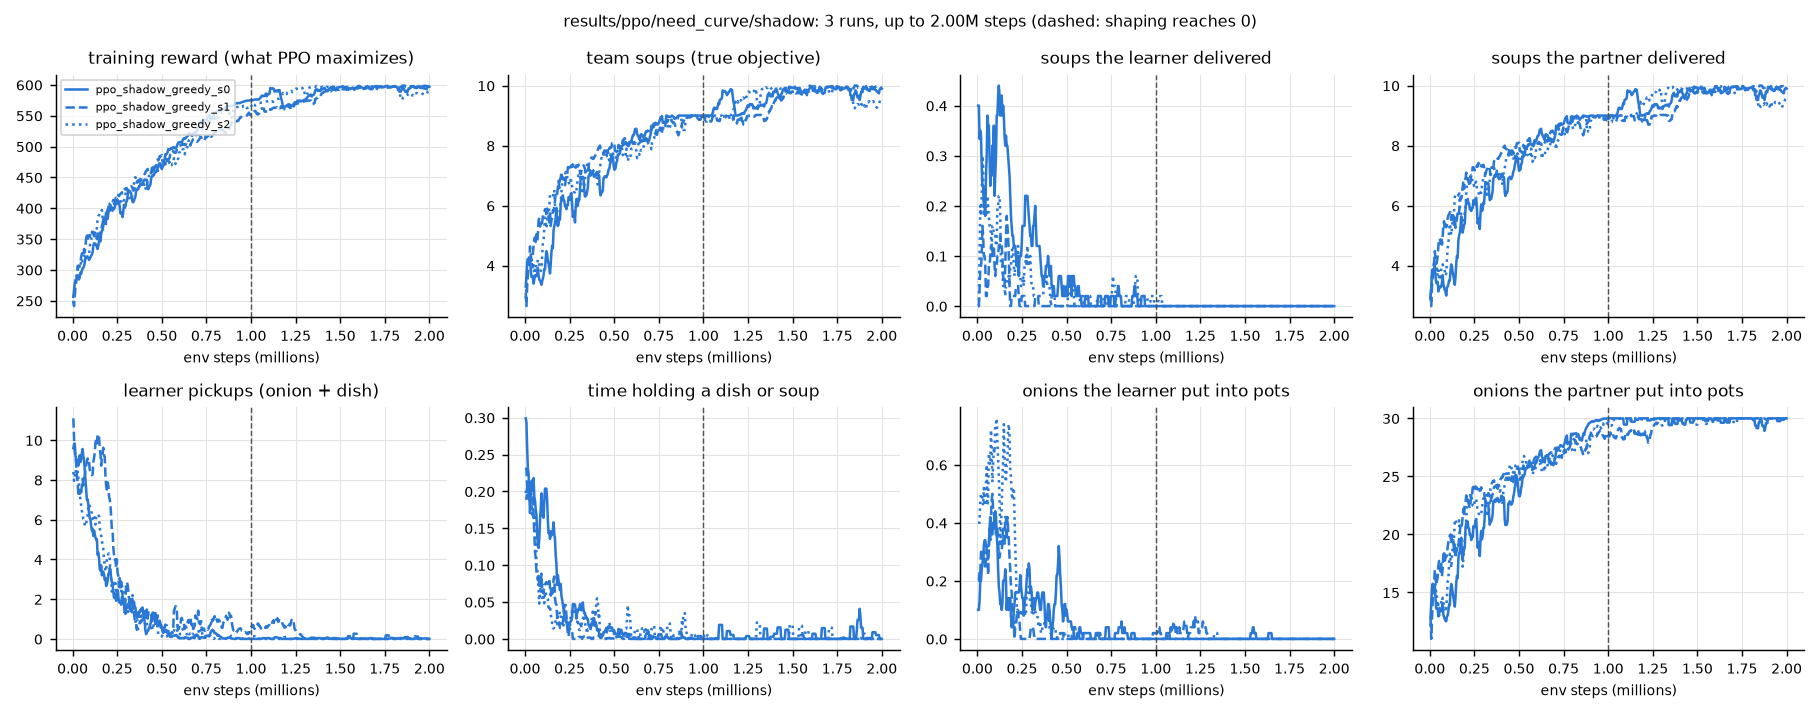 results/ppo/need_curve/shadow: 3 runs, up to 2.00M steps (dashed: shaping reaches 0)
training reward (what PPO maximizes)
600
550
500
450
400
350
300
250
ppo_shadow_greedy_s0
ppo_shadow_greedy_s1
ppo_shadow_greedy_s2
0.00 0.25 0.50 0.75 1.00 1.25 1.50 1.75 2.00
env steps (millions)
team soups (true objective)
10
8
6
4
0.00 0.25 0.50 0.75 1.00 1.25 1.50 1.75 2.00
env steps (millions)
soups the learner delivered
0.4
0.3
0.2
0.1
0.0
0.00 0.25 0.50 0.75 1.00 1.25 1.50 1.75 2.00
env steps (millions)
soups the partner delivered
10
8
6
4
0.00 0.25 0.50 0.75 1.00 1.25 1.50 1.75 2.00
env steps (millions)
learner pickups (onion + dish)
10
8
6
4
2
0
0.00 0.25 0.50 0.75 1.00 1.25 1.50 1.75 2.00
env steps (millions)
time holding a dish or soup
0.30
0.25
0.20
0.15
0.10
0.05
0.00
0.00 0.25 0.50 0.75 1.00 1.25 1.50 1.75 2.00
env steps (millions)
onions the learner put into pots
0.6
0.4
0.2
0.0
0.00 0.25 0.50 0.75 1.00 1.25 1.50 1.75 2.00
env steps (millions)
onions the partner put into pots
30
25
20
15
0.00 0.25 0.50 0.75 1.00 1.25 1.50 1.75 2.00
env steps (millions)